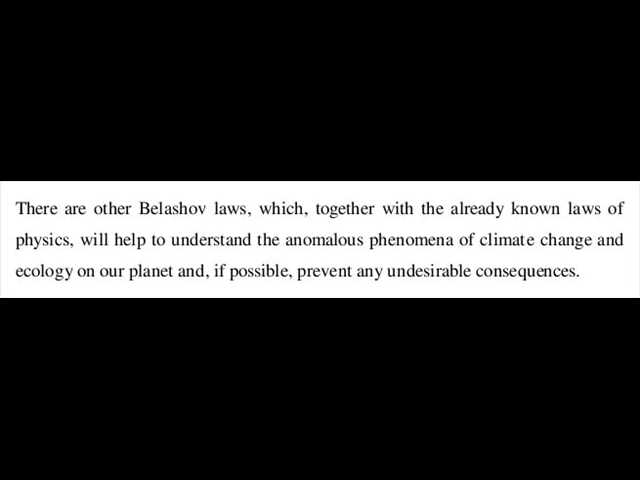 There are other Belashov laws, which, together with the already known laws of
physics, will help to understand the anomalous phenomena of climate change and
ecology on our planet and, if possible, prevent any undesirable consequences.